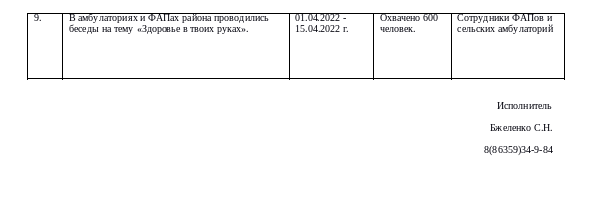 9. В амбулаториях и ФАПах района проводились 01.04.2022 - Охвачено 600 Сотрудники ФАПов и
беседы на тему «Здоровье в твоих руках». 15.04.2022 г. человек. сельских амбулаторий
Исполнитель
Бжеленко С.Н.
8(86359)34-9-84